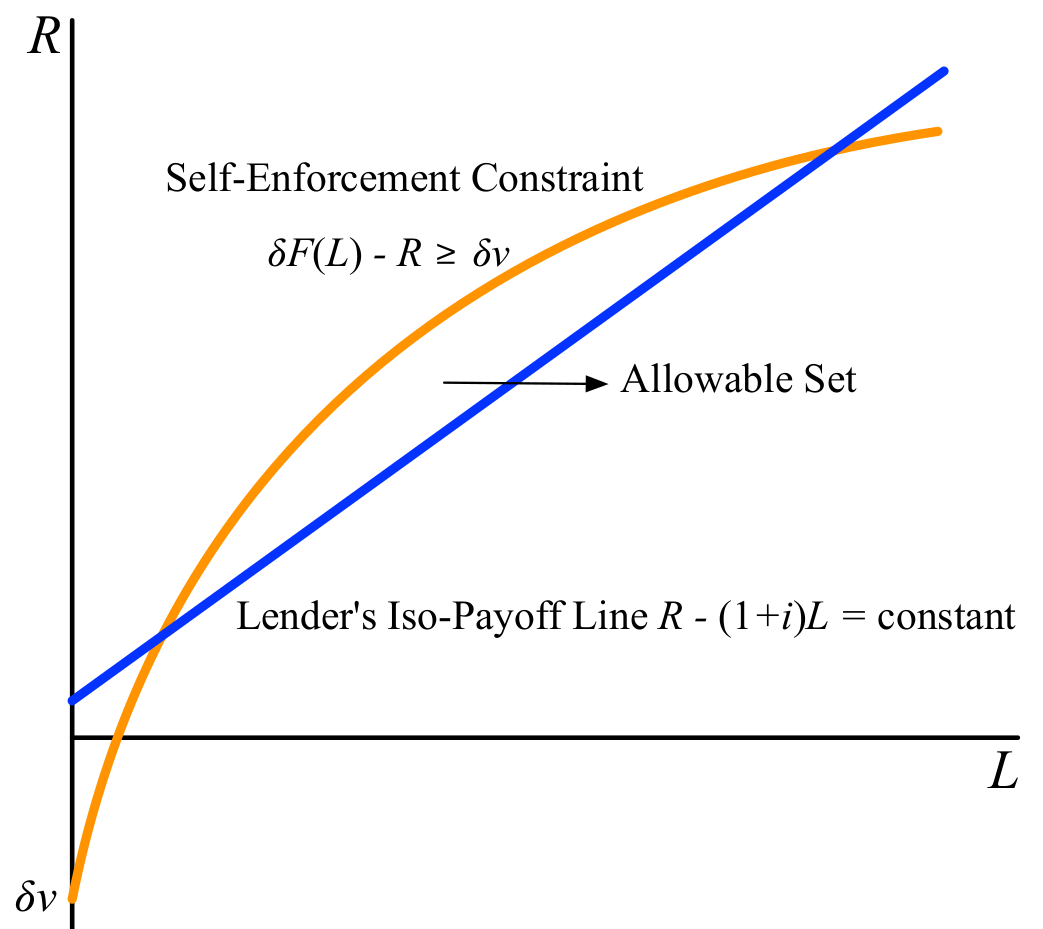 R
Self-Enforcement Constraint
δF(L) - R ≥ δv
Allowable Set
Lender's Iso-Payoff Line R - (1+i)L = constant
L
δv